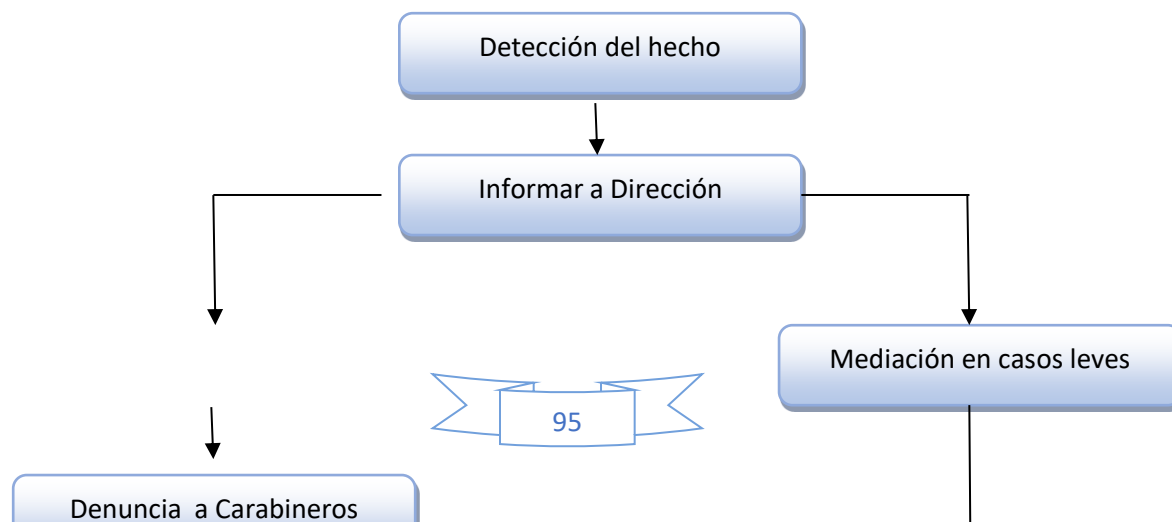 Detección del hecho
Informar a Dirección
Mediación en casos leves
95
Denuncia  a Carabineros